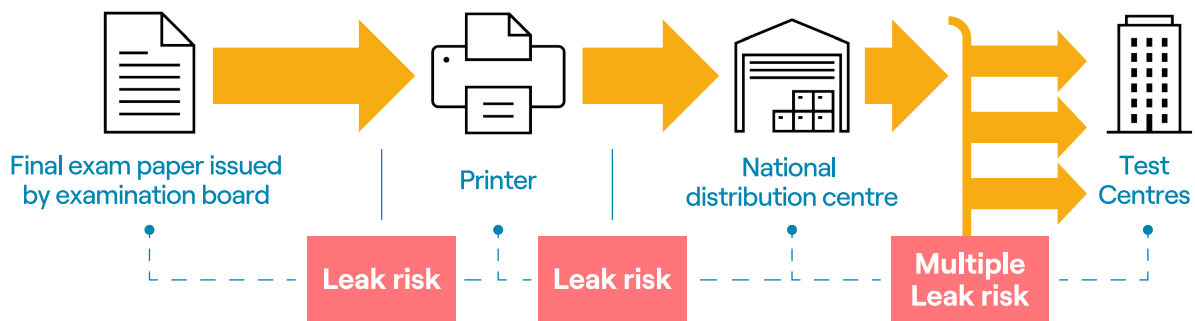 Final exam paper issued
by examination board
Printer
National
distribution centre
Test
Centres
Leak risk
Leak risk
Multiple
Leak risk